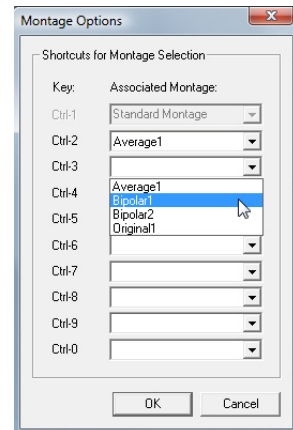 Montage Options
Shortcuts for Montage Selection
Key: Associated Montage:
Ctrl-1 Standard Montage
Ctrl-2 Average1
Ctrl-3
Average1
Ctrl-4
Bipolar1
Bipolar2
Ctrl-5
Original1
Ctrl-6
Ctrl-7
Ctrl-8
Ctrl-9
Ctrl-0
OK Cancel